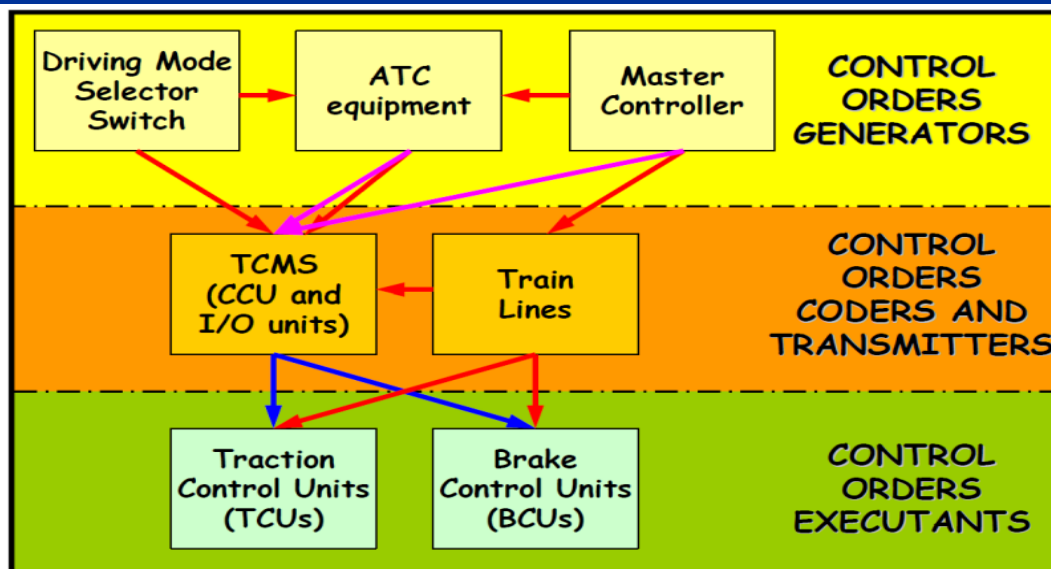 Driving Mode
Selector
Switch
ATC
equipment
Master
Controller
CONTROL
ORDERS
GENERATORS
TCMS
(CCU and
I/O units)
Train
Lines
CONTROL
ORDERS
CODERS AND
TRANSMITTERS
Traction
Control Units
(TCUs)
Brake
Control Units
(BCUs)
CONTROL
ORDERS
EXECUTANTS